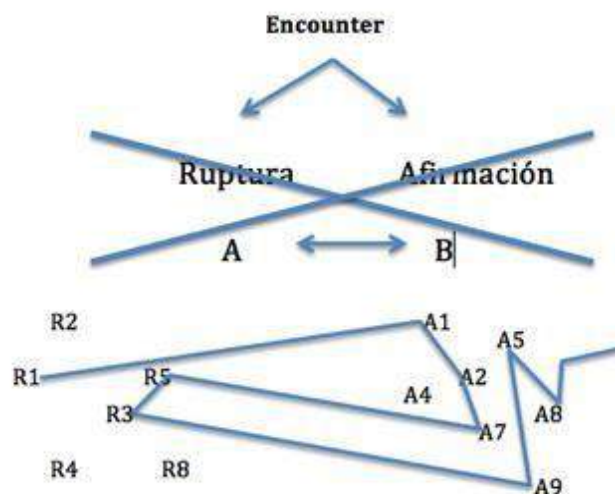 Encounter
Ruptura Afirmación
A B
R2 A1
A5
R1 R5 A2
A4
R3 A8
A7
R4 R8
A9